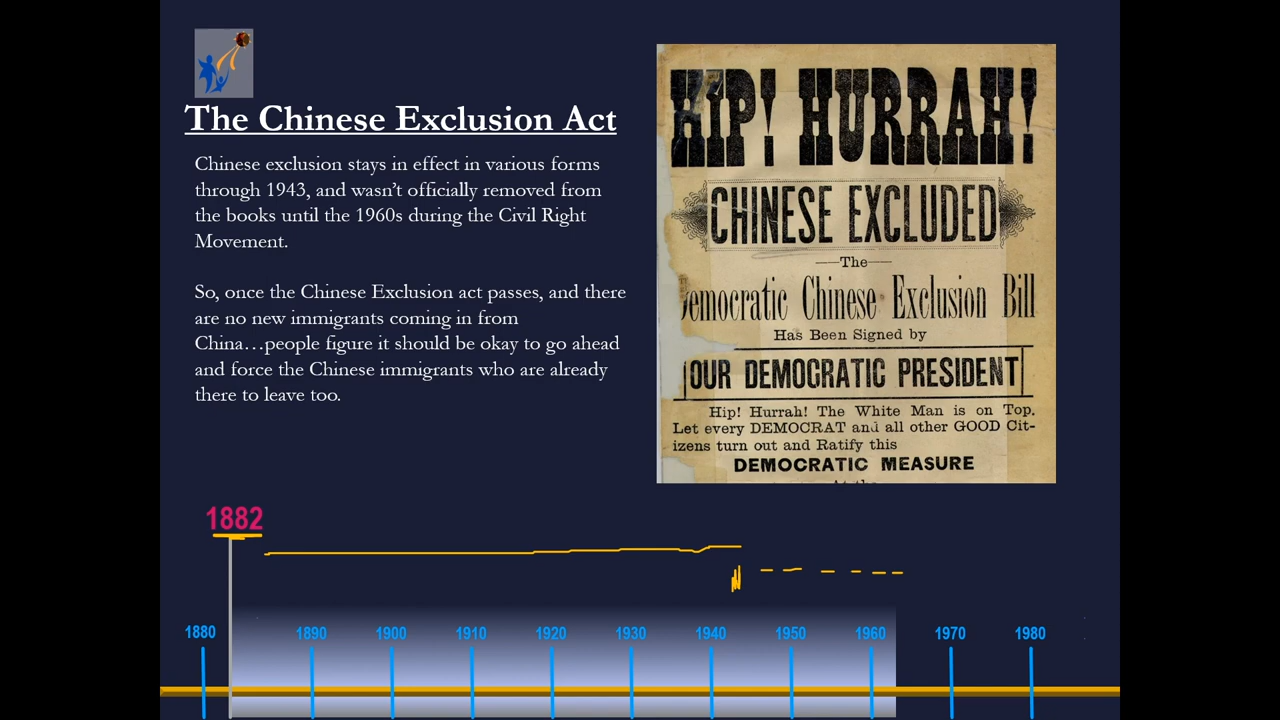 The Chinese Exclusion Act
Chinese exclusion stays in effect in various forms
through 1943, and wasn't officially removed from
the books until the 1960s during the Civil Right
Movement.
So, once the Chinese Exclusion act passes, and there
are no new immigrants coming in from
China…people figure it should be okay to go ahead
and force the Chinese immigrants who are already
there to leave too.
HIP! HURRAH!
CHINESE EXCLUDED
The
Democratic Chinese Exclusion Bill
Has Been Signed by
OUR DEMOCRATIC PRESIDENT
Hip! Hurrah! The White Man is on Top.
Let every DEMOCRAT and all other GOOD Cit-
izens turn out and Ratify this
DEMOCRATIC MEASURE
At the
1882
1880 1890 1900 1910 1920 1930 1940 1950 1960 1970 1980